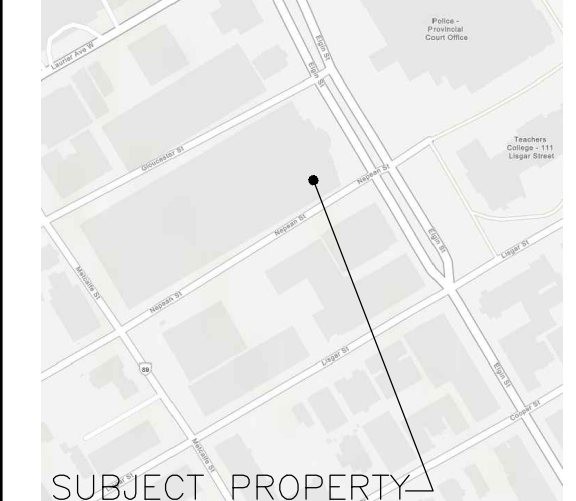 Laurier Ave W
Elgin St
Elgin St
Police -
Provincial
Court Office
Teachers
College - 111
Lisgar Street
Gloucester St
Nepean St
Nepean St
Elgin St
Lisgar St
Metcalfe St
Nepean St
Lisgar St
89
Elgin St
Cooper St
Metcalfe St
SUBJECT PROPERTY